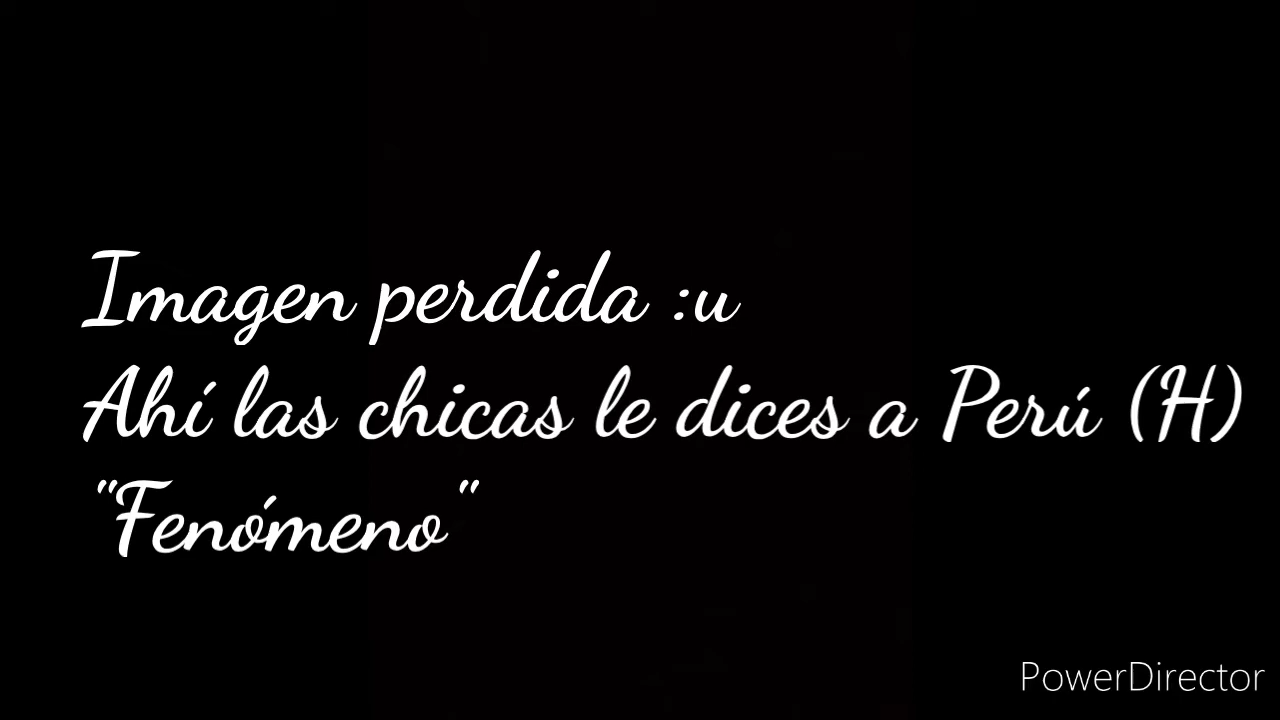 Imagen perdida :u
Ahí las chicas le dices a Perú (H)
"Fenómeno"
PowerDirector